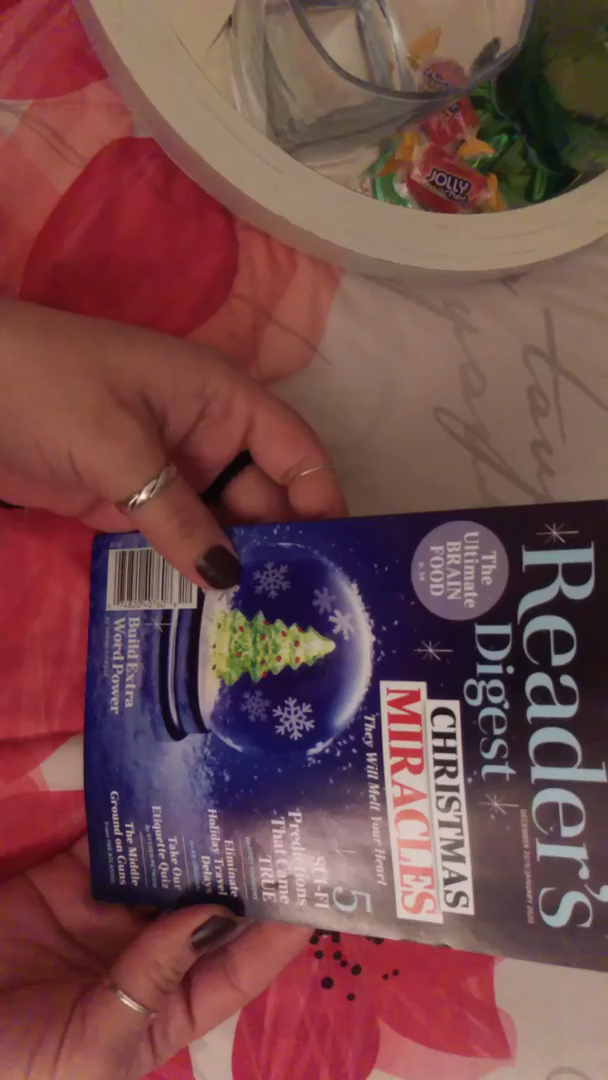 Reader's
Digest
DECEMBER 2019/JANUARY 2020
The
Ultimate
BRAIN
FOOD
CHRISTMAS
MIRACLES
They Will Melt Your Heart
5
SCI-FI
Predictions
That Came
TRUE
Eliminate
Holiday Travel
Delays
Take Our
Etiquette Quiz
The Middle
Ground on Guns
Build Extra
Word Power
JOLLY